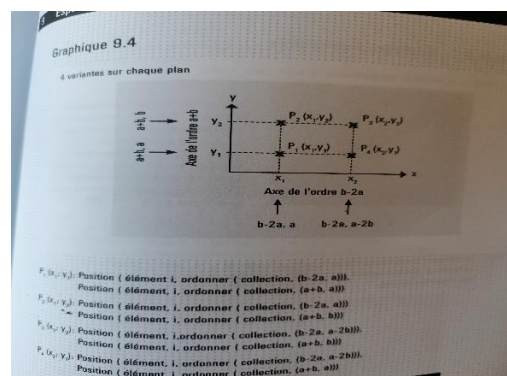 Graphique 9.4
4 variantes sur chaque plan
a+b, b
a+b, a
Axe de l'ordre a+b
y
y₂
y₁
P₂ (x₁,y₂)
P₃ (x₂,y₂)
P₁ (x₁,y₁)
P₄ (x₂,y₁)
x₁
x₂
x
Axe de l'ordre b-2a
b-2a, a
b-2a, a-2b
P₁ (x₁; y₁): Position ( élément i, ordonner ( collection, (b-2a, a))),
Position ( élément, i, ordonner ( collection, (a+b, a)))
P₂ (x₁; y₂): Position ( élément i, ordonner ( collection, (b-2a, a)))
Position ( élément, i, ordonner ( collection, (a+b, b)))
P₃ (x₂; y₂): Position ( élément, i,ordonner ( collection, (b-2a, a-2b))),
Position ( élément, i, ordonner ( collection, (a+b, b)))
P₄ (x₂; y₁): Position ( élément, i, ordonner ( collection, (b-2a, a-2b))),
Position ( élément, i, ordonner ( collection, (a+b, a)))